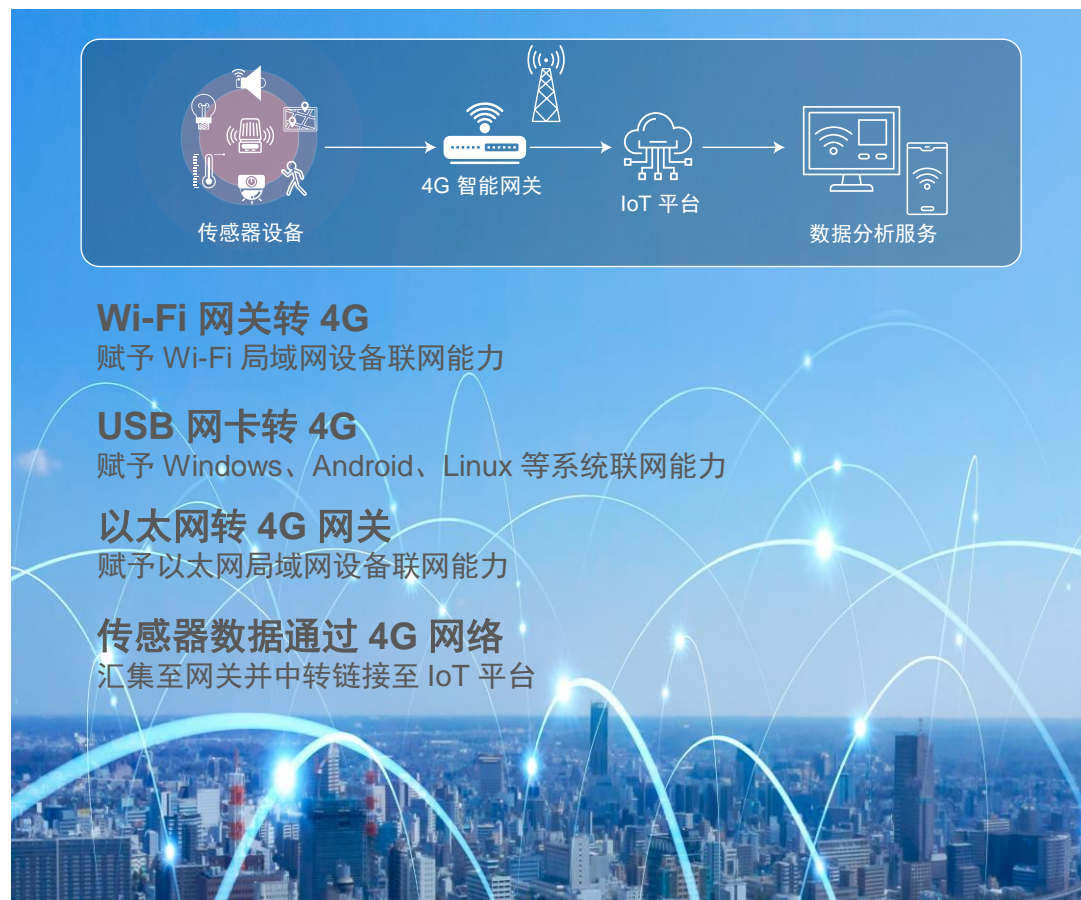 4G 智能网关
IoT 平台
传感器设备
数据分析服务
Wi-Fi 网关转 4G
赋予 Wi-Fi 局域网设备联网能力
USB 网卡转 4G
赋予 Windows、Android、Linux 等系统联网能力
以太网转 4G 网关
赋予以太网局域网设备联网能力
传感器数据通过 4G 网络
汇集至网关并中转链接至 IoT 平台